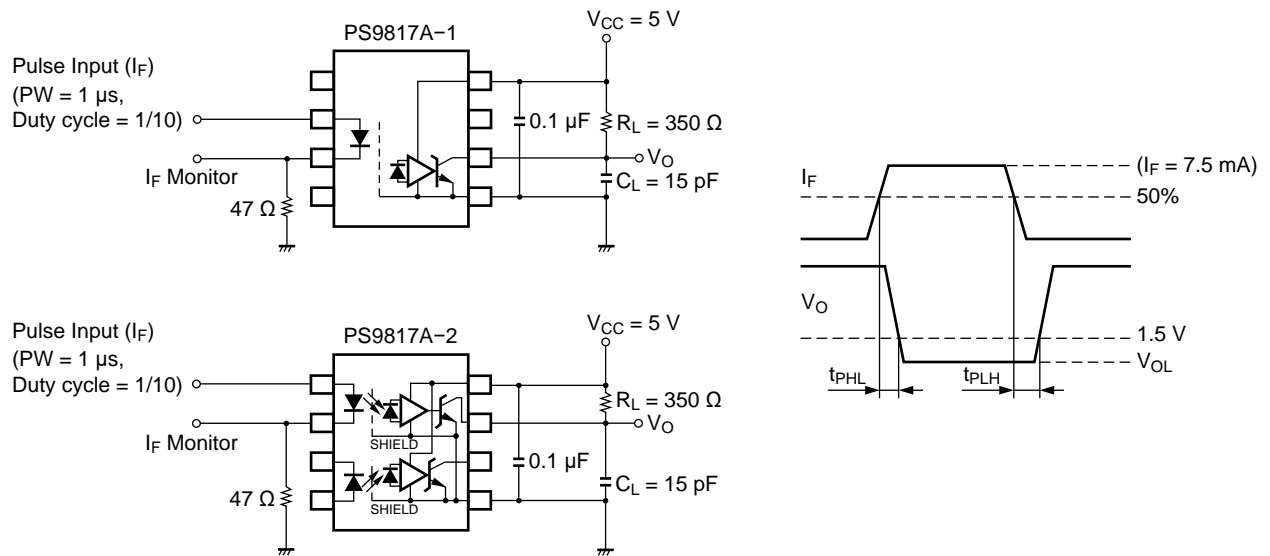 V_CC = 5 V
PS9817A−1
Pulse Input (I_F)
(PW = 1 μs,
Duty cycle = 1/10)
I_F Monitor
47 Ω
0.1 μF
R_L = 350 Ω
V_O
C_L = 15 pF
V_CC = 5 V
PS9817A−2
Pulse Input (I_F)
(PW = 1 μs,
Duty cycle = 1/10)
I_F Monitor
47 Ω
SHIELD
SHIELD
0.1 μF
R_L = 350 Ω
V_O
C_L = 15 pF
I_F
(I_F = 7.5 mA)
50%
V_O
1.5 V
V_OL
t_PHL
t_PLH